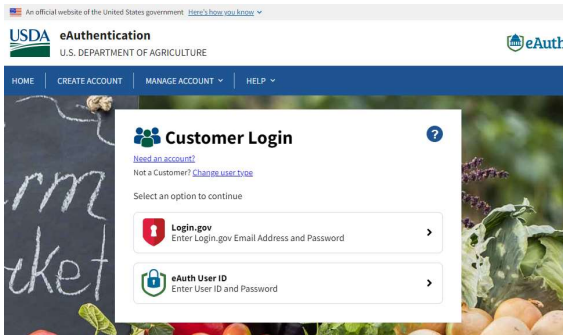 An official website of the United States government Here's how you know
USDA eAuthentication
U.S. DEPARTMENT OF AGRICULTURE
eAuth
HOME CREATE ACCOUNT MANAGE ACCOUNT HELP
Customer Login
?
Need an account?
Not a Customer? Change user type
Select an option to continue
Login.gov
Enter Login.gov Email Address and Password
eAuth User ID
Enter User ID and Password
rm
ket